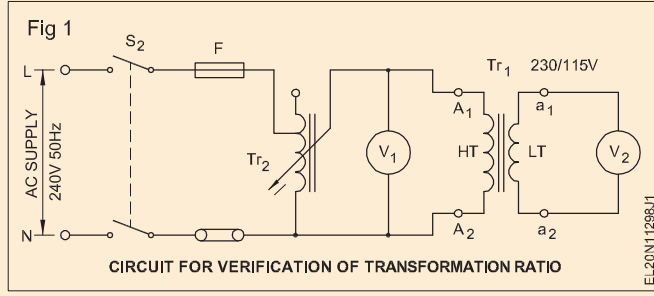 Fig 1
S2
F
Tr1 230/115V
L
A1
a1
AC SUPPLY
240V 50Hz
Tr2
V1
HT
LT
V2
N
A2
a2
CIRCUIT FOR VERIFICATION OF TRANSFORMATION RATIO
EL20N11298J1